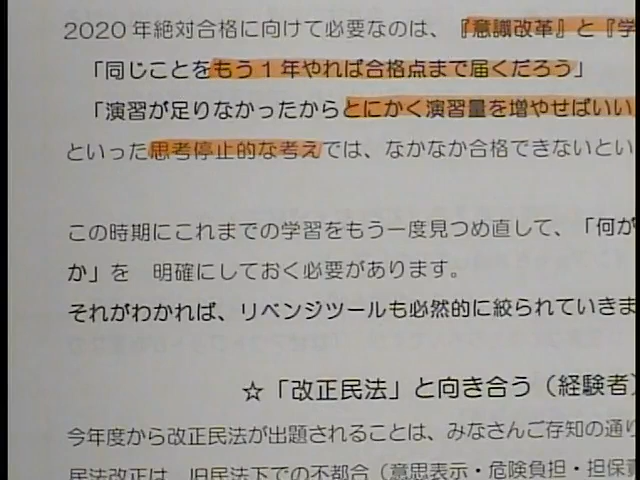 2020年絶対合格に向けて必要なのは、『意識改革』と『学
「同じことをもう1年やれば合格点まで届くだろう」
「演習が足りなかったからとにかく演習量を増やせばいい
といった思考停止的な考えでは、なかなか合格できないとい
この時期にこれまでの学習をもう一度見つめ直して、「何が
か」を 明確にしておく必要があります。
それがわかれば、リベンジツールも必然的に絞られていきま
☆「改正民法」と向き合う（経験者
今年度から改正民法が出題されることは、みなさんご存知の通り
民法改正は、旧民法下での不都合（意思表示・危険負担・担保責